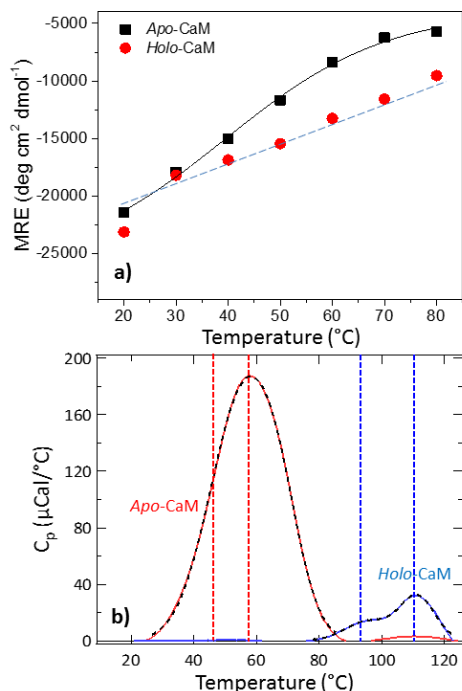 -5000
-10000
-15000
-20000
-25000
MRE (deg cm² dmol⁻¹)
Apo-CaM
Holo-CaM
a)
20 30 40 50 60 70 80
Temperature (°C)
200
160
120
80
40
0
Cₚ (µCal/°C)
Apo-CaM
Holo-CaM
b)
20 40 60 80 100 120
Temperature (°C)